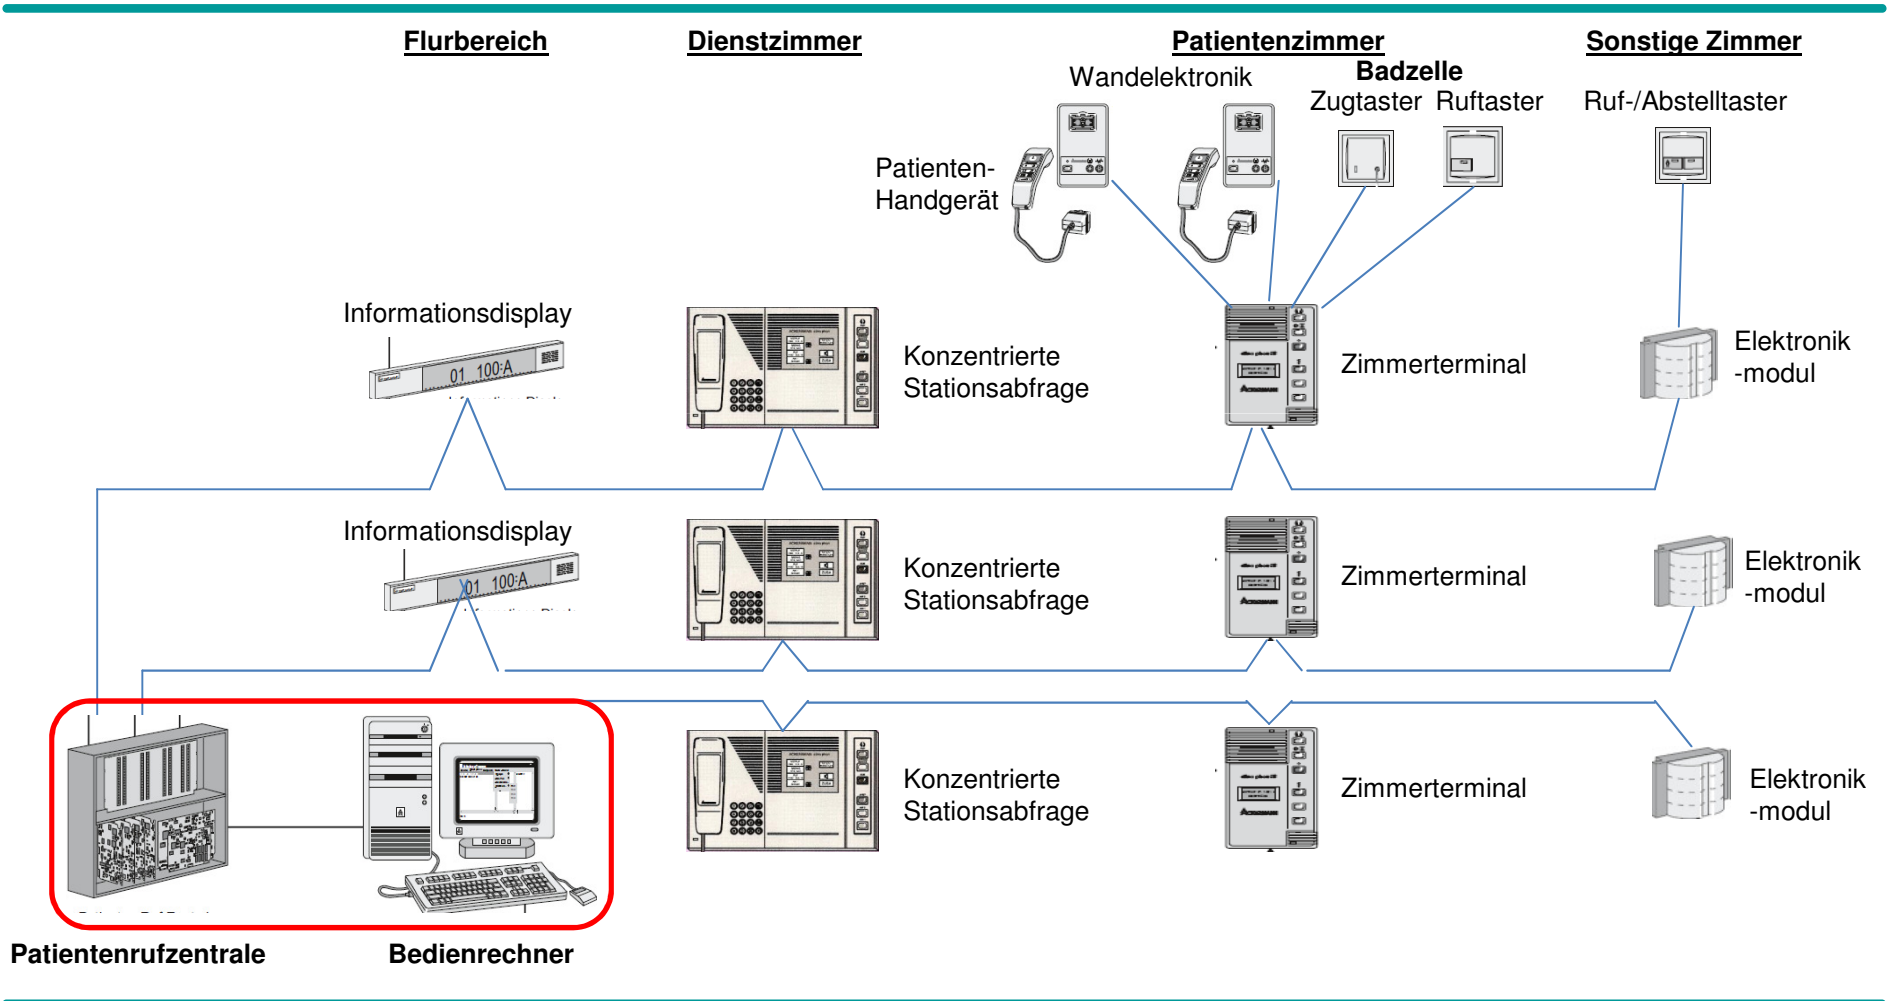 Flurbereich
Dienstzimmer
Patientenzimmer
Sonstige Zimmer
Wandelektronik
Badzelle
Zugtaster Ruftaster
Ruf-/Abstelltaster
Patienten-
Handgerät
Informationsdisplay
01 100:A
Konzentrierte
Stationsabfrage
Zimmerterminal
Elektronik
-modul
Informationsdisplay
01 100:A
Konzentrierte
Stationsabfrage
Zimmerterminal
Elektronik
-modul
Konzentrierte
Stationsabfrage
Zimmerterminal
Elektronik
-modul
Patientenrufzentrale
Bedienrechner